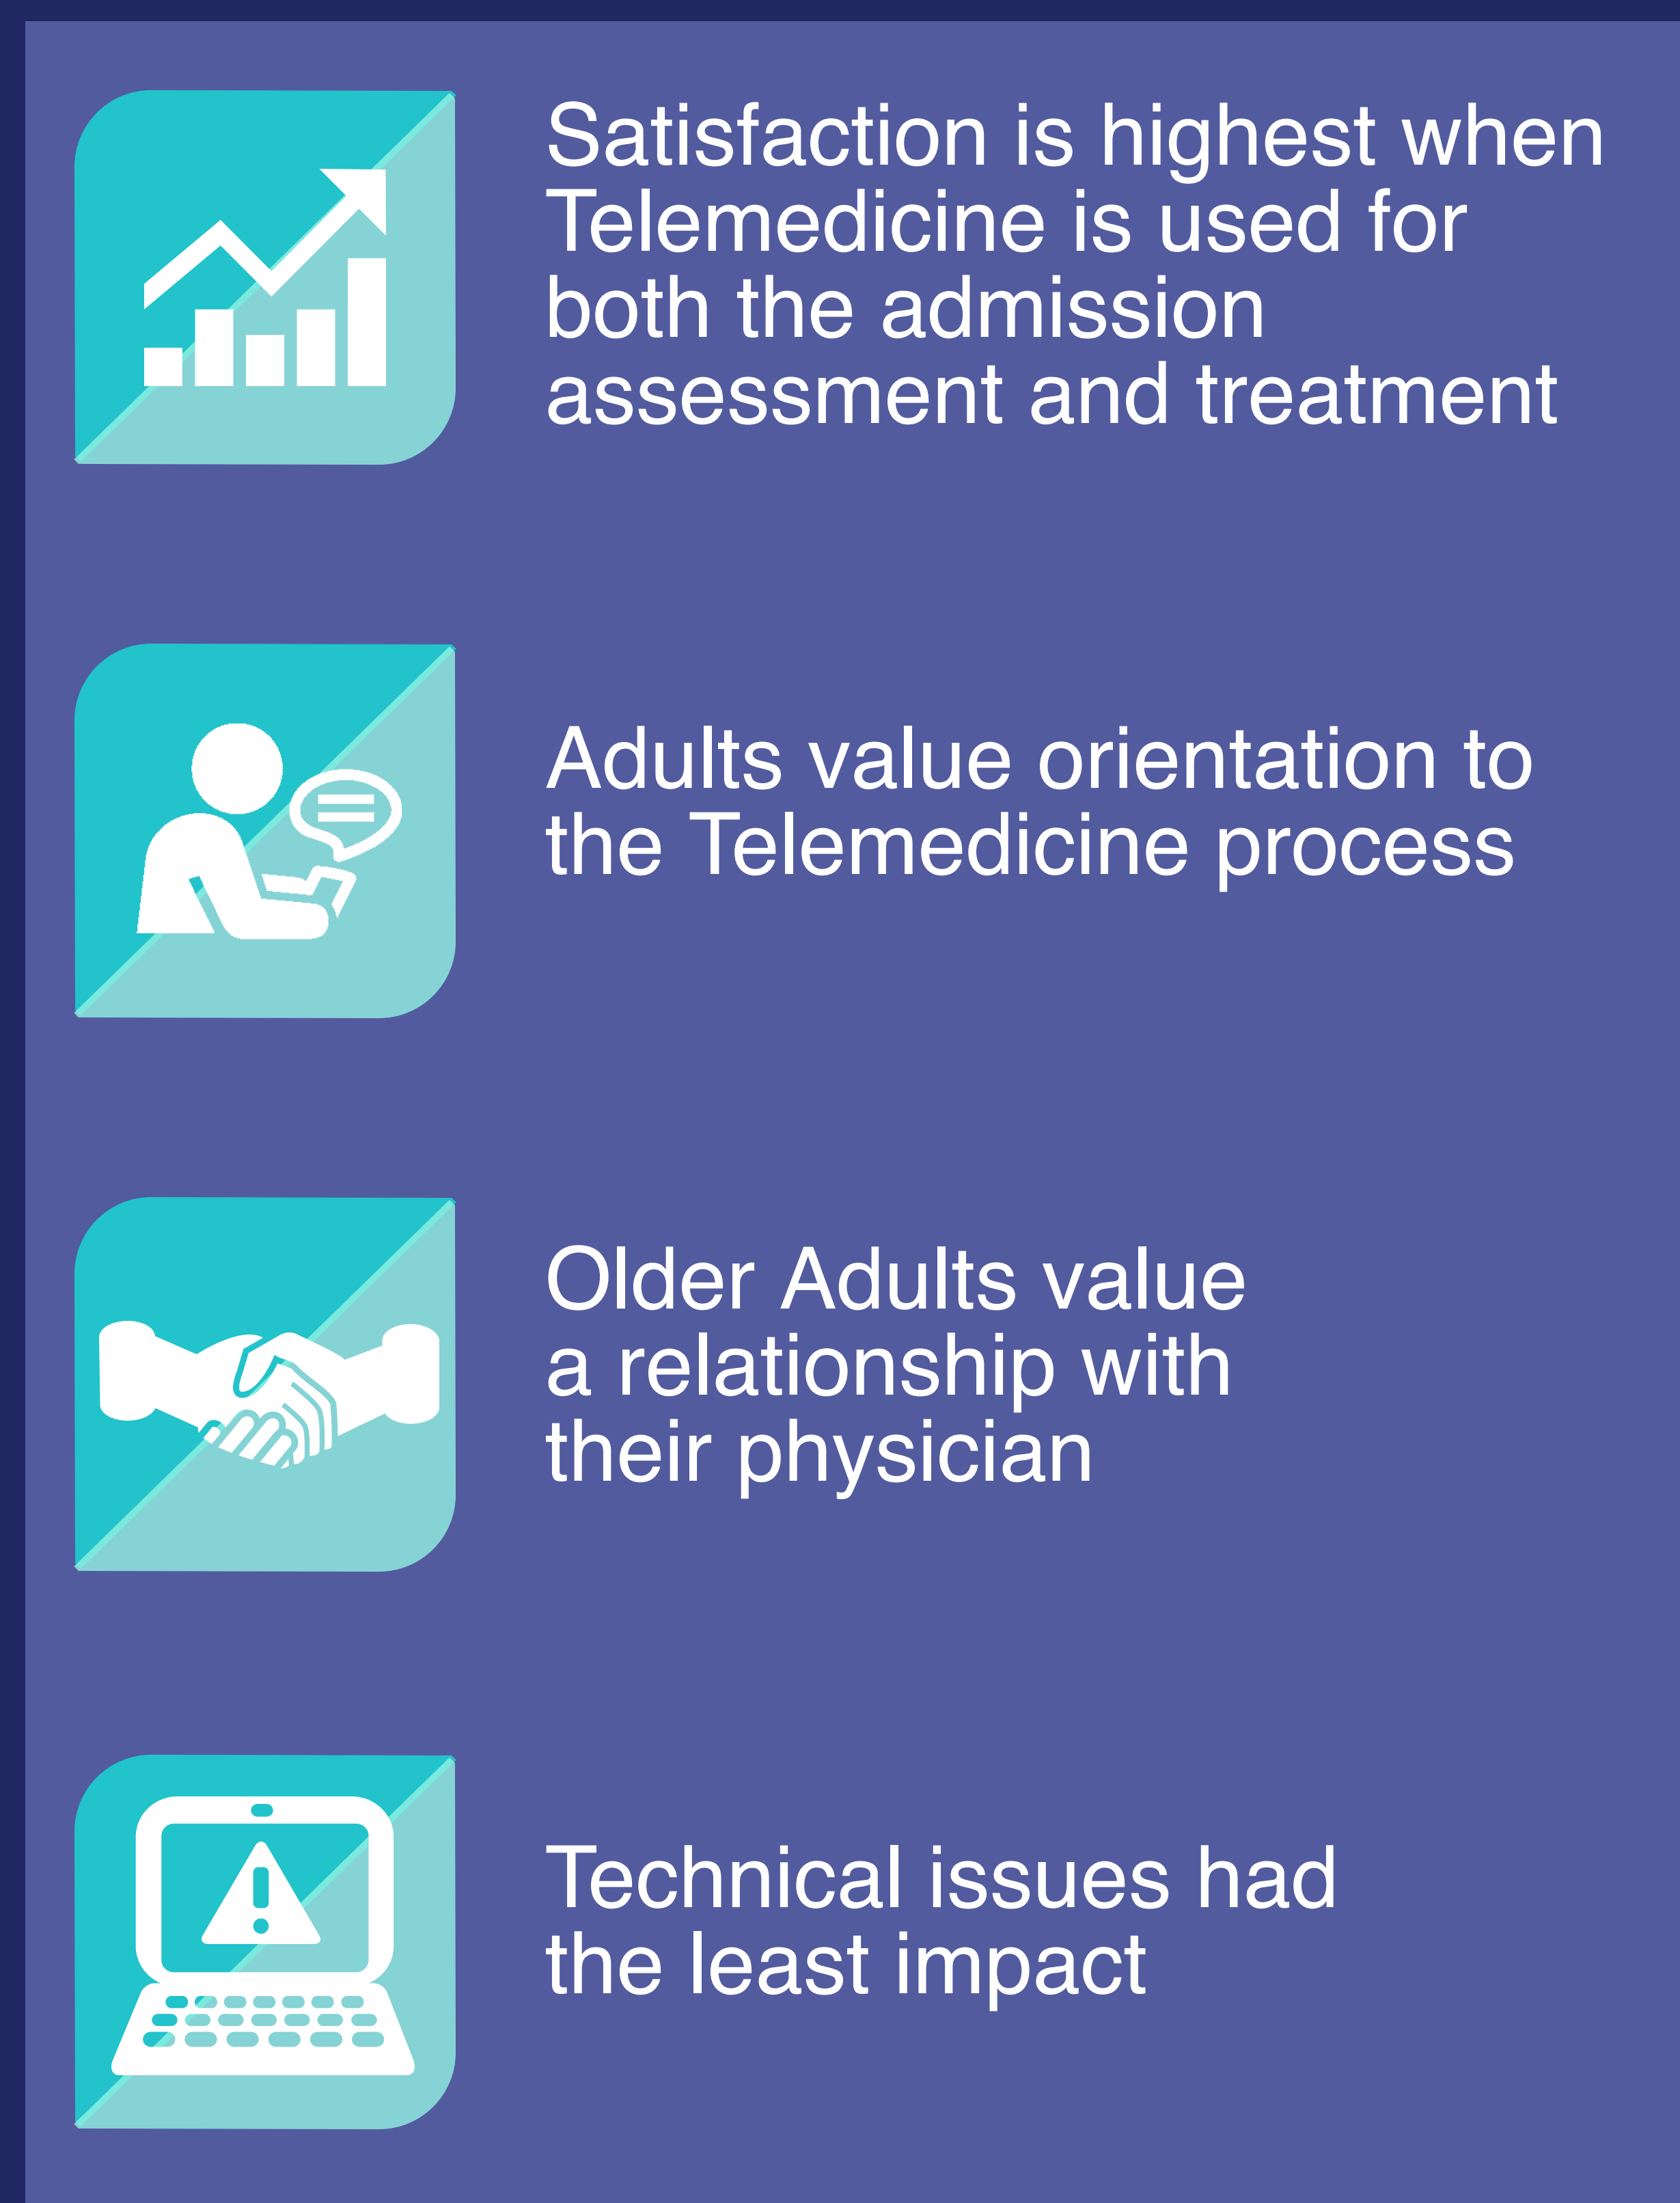 Satisfaction is highest when
Telemedicine is used for
both the admission
assessment and treatment
Adults value orientation to
the Telemedicine process
Older Adults value
a relationship with
their physician
Technical issues had
the least impact